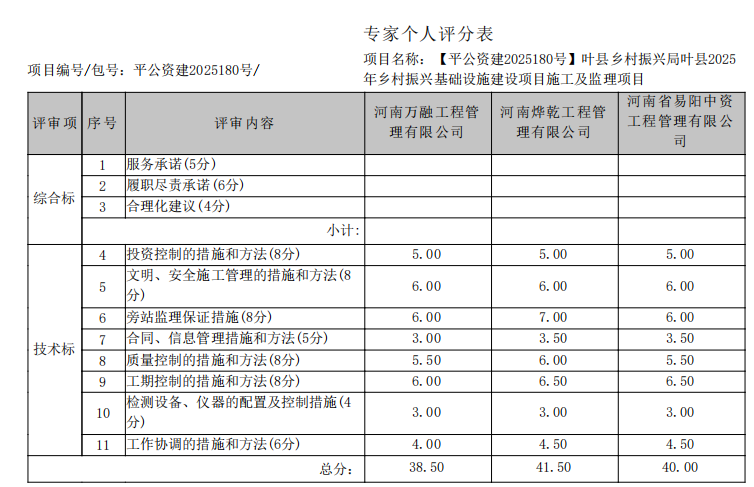 专家个人评分表
项目编号/包号: 平公资建2025180号/
项目名称: 【平公资建2025180号】叶县乡村振兴局叶县2025
年乡村振兴基础设施建设项目施工及监理项目
评审项 序号 评审内容 河南万融工程管 河南烨乾工程管 河南省易阳中资
理有限公司 理有限公司 工程管理有限公
司
综合标
1 服务承诺(5分)
2 履职尽责承诺(6分)
3 合理化建议(4分)
小计:
技术标
4 投资控制的措施和方法(8分) 5.00 5.00 5.00
5 文明、安全施工管理的措施和方法(8 6.00 6.00 6.00
分)
6 旁站监理保证措施(8分) 6.00 7.00 6.00
7 合同、信息管理措施和方法(5分) 3.00 3.50 3.50
8 质量控制的措施和方法(8分) 5.50 6.00 5.50
9 工期控制的措施和方法(8分) 6.00 6.50 6.50
10 检测设备、仪器的配置及控制措施(4 3.00 3.00 3.00
分)
11 工作协调的措施和方法(6分) 4.00 4.50 4.50
总分: 38.50 41.50 40.00